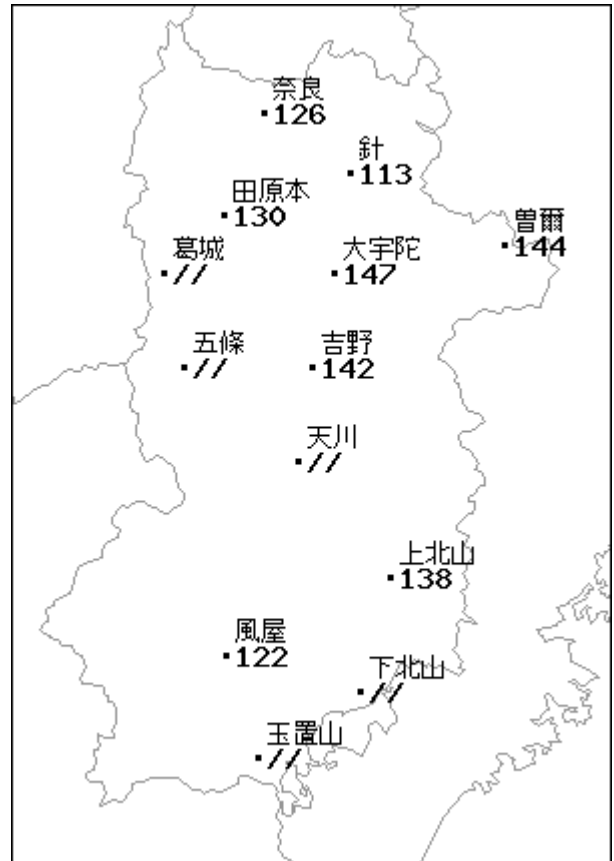 奈良
126
針
113
田原本
130
曽爾
144
葛城
//
大宇陀
147
五條
//
吉野
142
天川
//
上北山
138
風屋
122
下北山
//
玉置山
//